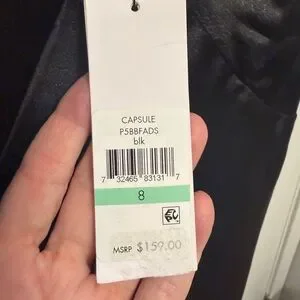 CAPSULE
P5BBFADS
blk
7 32465 83131 7
8
MSRP $159.00